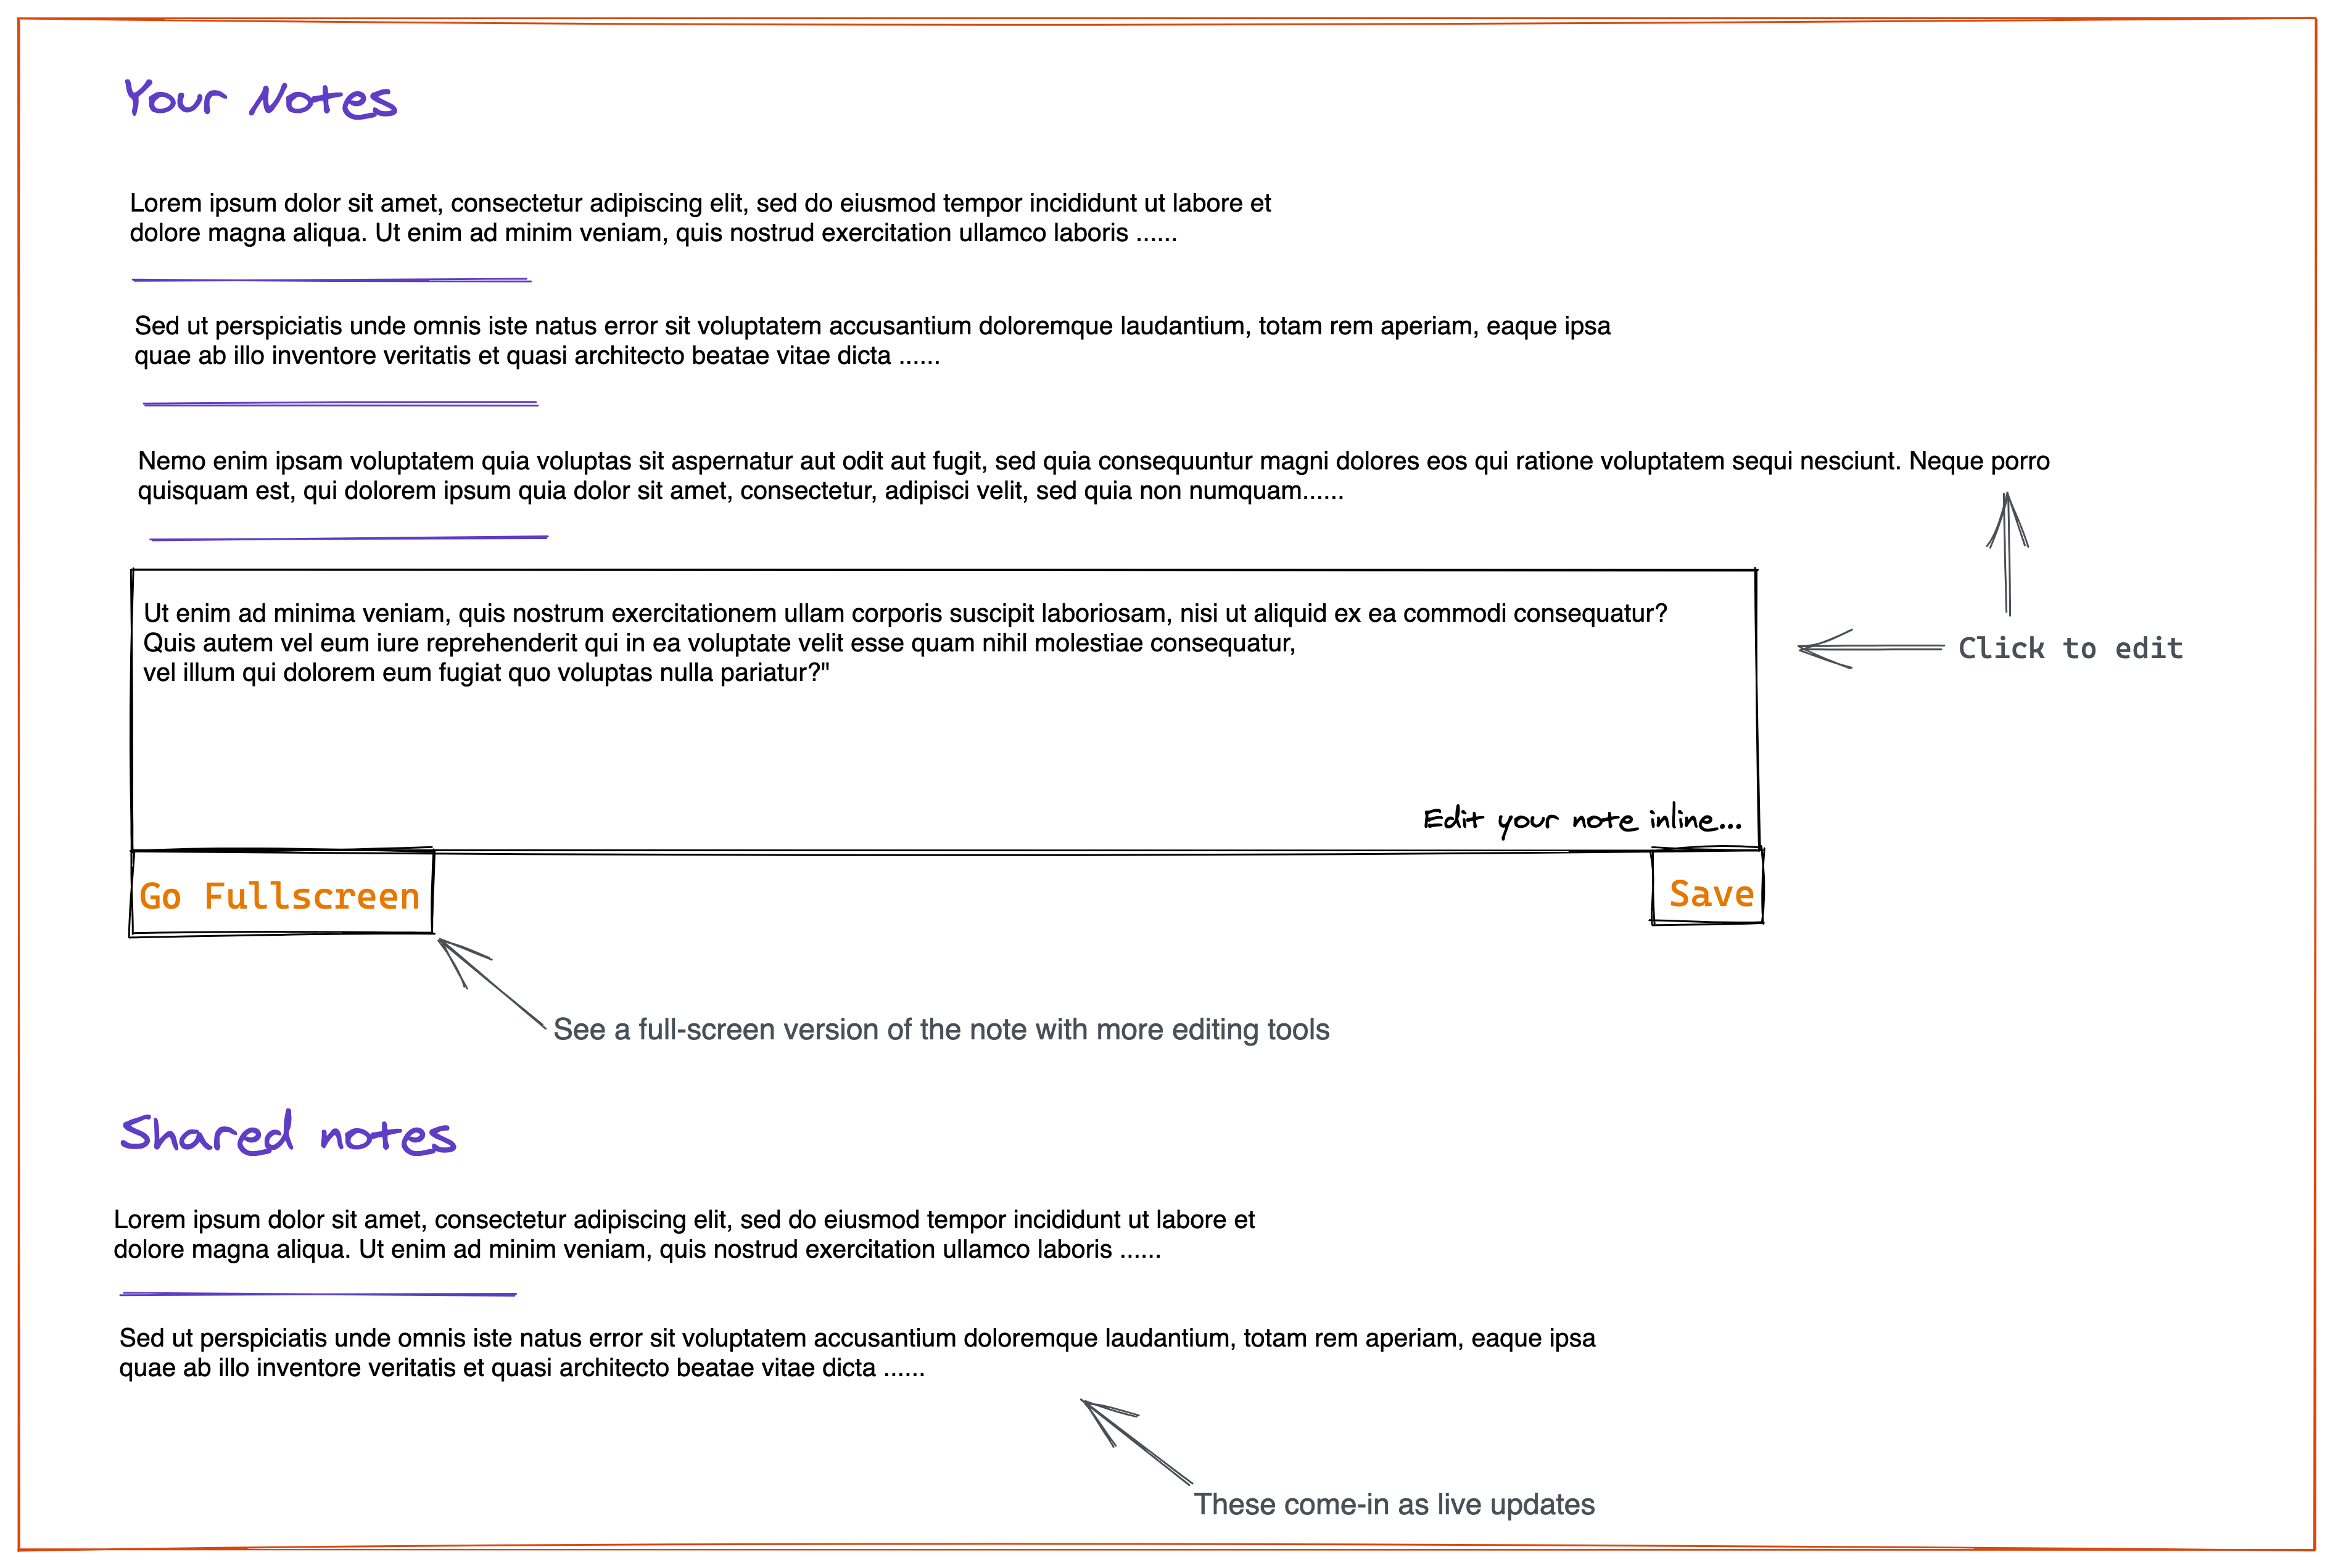 Your Notes
Lorem ipsum dolor sit amet, consectetur adipiscing elit, sed do eiusmod tempor incididunt ut labore et
dolore magna aliqua. Ut enim ad minim veniam, quis nostrud exercitation ullamco laboris ......
Sed ut perspiciatis unde omnis iste natus error sit voluptatem accusantium doloremque laudantium, totam rem aperiam, eaque ipsa
quae ab illo inventore veritatis et quasi architecto beatae vitae dicta ......
Nemo enim ipsam voluptatem quia voluptas sit aspernatur aut odit aut fugit, sed quia consequuntur magni dolores eos qui ratione voluptatem sequi nesciunt. Neque porro
quisquam est, qui dolorem ipsum quia dolor sit amet, consectetur, adipisci velit, sed quia non numquam......
Ut enim ad minima veniam, quis nostrum exercitationem ullam corporis suscipit laboriosam, nisi ut aliquid ex ea commodi consequatur?
Quis autem vel eum iure reprehenderit qui in ea voluptate velit esse quam nihil molestiae consequatur,
vel illum qui dolorem eum fugiat quo voluptas nulla pariatur?"
Click to edit
Edit your note inline...
Go Fullscreen
Save
See a full-screen version of the note with more editing tools
Shared notes
Lorem ipsum dolor sit amet, consectetur adipiscing elit, sed do eiusmod tempor incididunt ut labore et
dolore magna aliqua. Ut enim ad minim veniam, quis nostrud exercitation ullamco laboris ......
Sed ut perspiciatis unde omnis iste natus error sit voluptatem accusantium doloremque laudantium, totam rem aperiam, eaque ipsa
quae ab illo inventore veritatis et quasi architecto beatae vitae dicta ......
These come-in as live updates